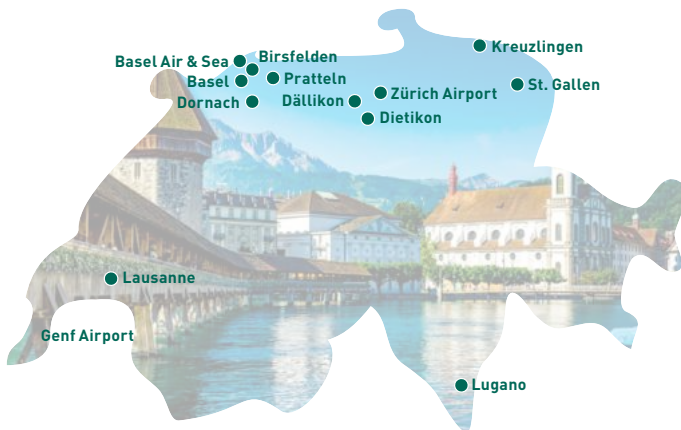 Kreuzlingen
Basel Air & Sea
Birsfelden
Basel
Pratteln
St. Gallen
Dornach
Dällikon
Zürich Airport
Dietikon
Lausanne
Genf Airport
Lugano